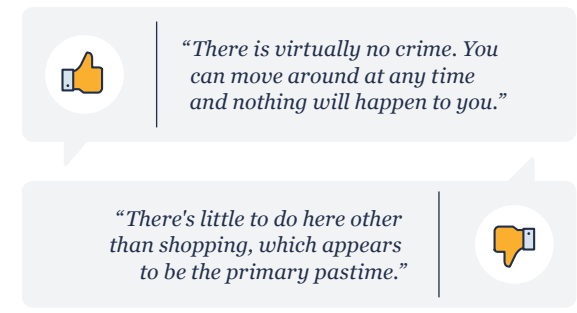 “There is virtually no crime. You
can move around at any time
and nothing will happen to you.”
“There's little to do here other
than shopping, which appears
to be the primary pastime.”